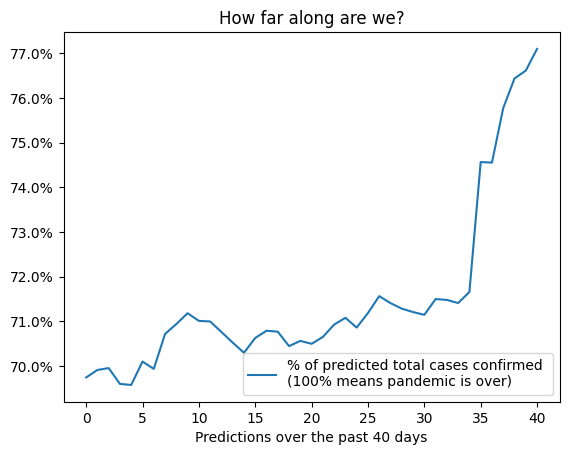 How far along are we?
77.0%
76.0%
75.0%
74.0%
73.0%
72.0%
71.0%
70.0%
% of predicted total cases confirmed
(100% means pandemic is over)
0 5 10 15 20 25 30 35 40
Predictions over the past 40 days